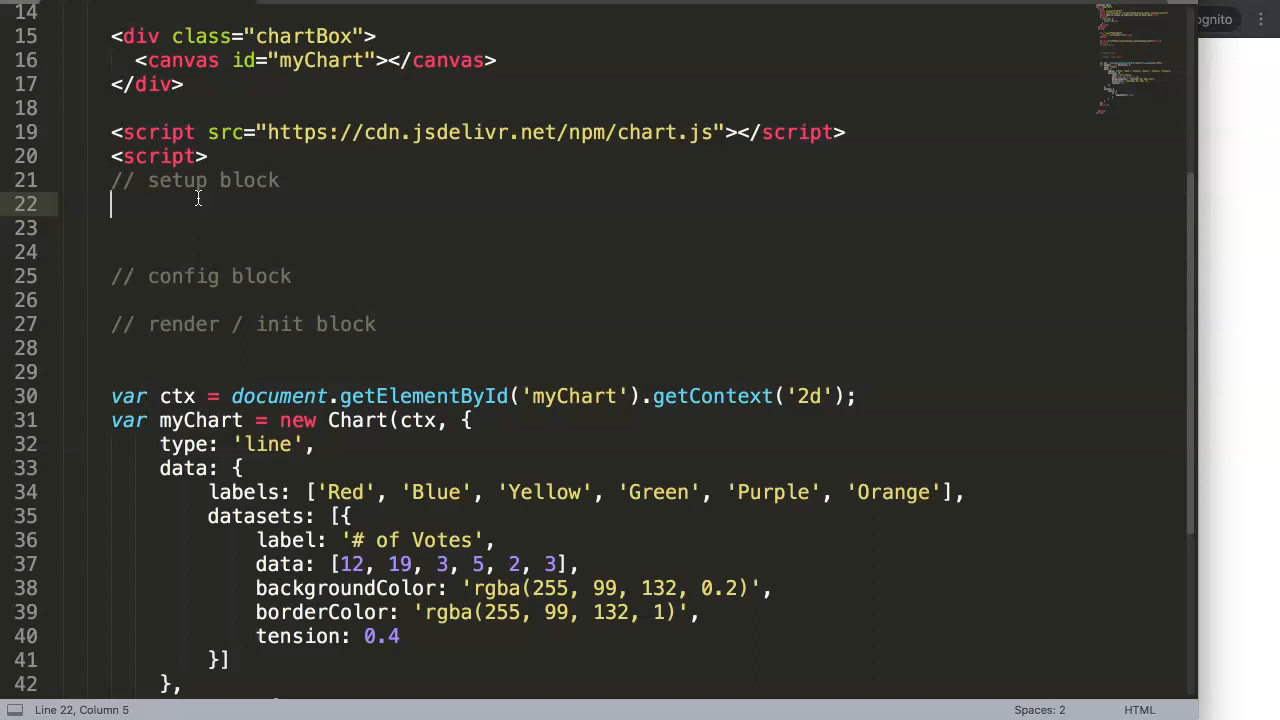 14
15 <div class="chartBox">
16 <canvas id="myChart"></canvas>
17 </div>
18
19 <script src="https://cdn.jsdelivr.net/npm/chart.js"></script>
20 <script>
21 // setup block
22
23
24
25 // config block
26
27 // render / init block
28
29
30 var ctx = document.getElementById('myChart').getContext('2d');
31 var myChart = new Chart(ctx, {
32 type: 'line',
33 data: {
34 labels: ['Red', 'Blue', 'Yellow', 'Green', 'Purple', 'Orange'],
35 datasets: [{
36 label: '# of Votes',
37 data: [12, 19, 3, 5, 2, 3],
38 backgroundColor: 'rgba(255, 99, 132, 0.2)',
39 borderColor: 'rgba(255, 99, 132, 1)',
40 tension: 0.4
41 }]
42 },
Line 22, Column 5
Spaces: 2
HTML